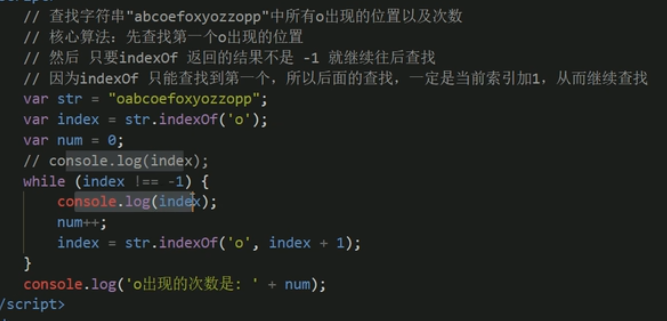 // 查找字符串"abcoefoxyozzopp"中所有o出现的位置以及次数
// 核心算法：先查找第一个o出现的位置
// 然后 只要indexOf 返回的结果不是 -1 就继续往后查找
// 因为indexOf 只能查找到第一个，所以后面的查找，一定是当前索引加1，从而继续查找
var str = "oabcoefoxyozzopp";
var index = str.indexOf('o');
var num = 0;
// console.log(index);
while (index !== -1) {
console.log(index);
num++;
index = str.indexOf('o', index + 1);
}
console.log('o出现的次数是: ' + num);
/script>